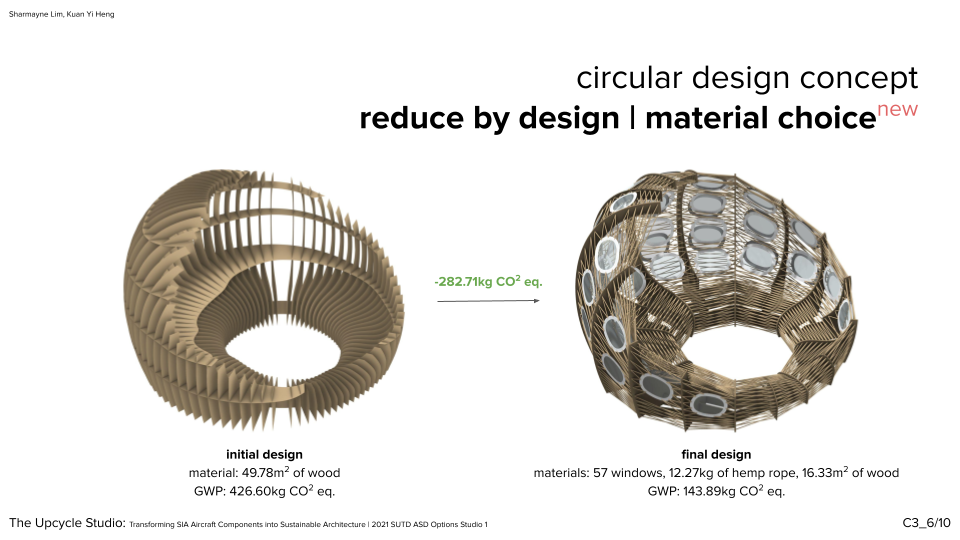 Sharmayne Lim, Kuan Yi Heng
circular design concept
reduce by design | material choice new
-282.71kg CO² eq.
initial design
material: 49.78m² of wood
GWP: 426.60kg CO² eq.
final design
materials: 57 windows, 12.27kg of hemp rope, 16.33m² of wood
GWP: 143.89kg CO² eq.
The Upcycle Studio: Transforming SIA Aircraft Components into Sustainable Architecture | 2021 SUTD ASD Options Studio 1
C3_6/10